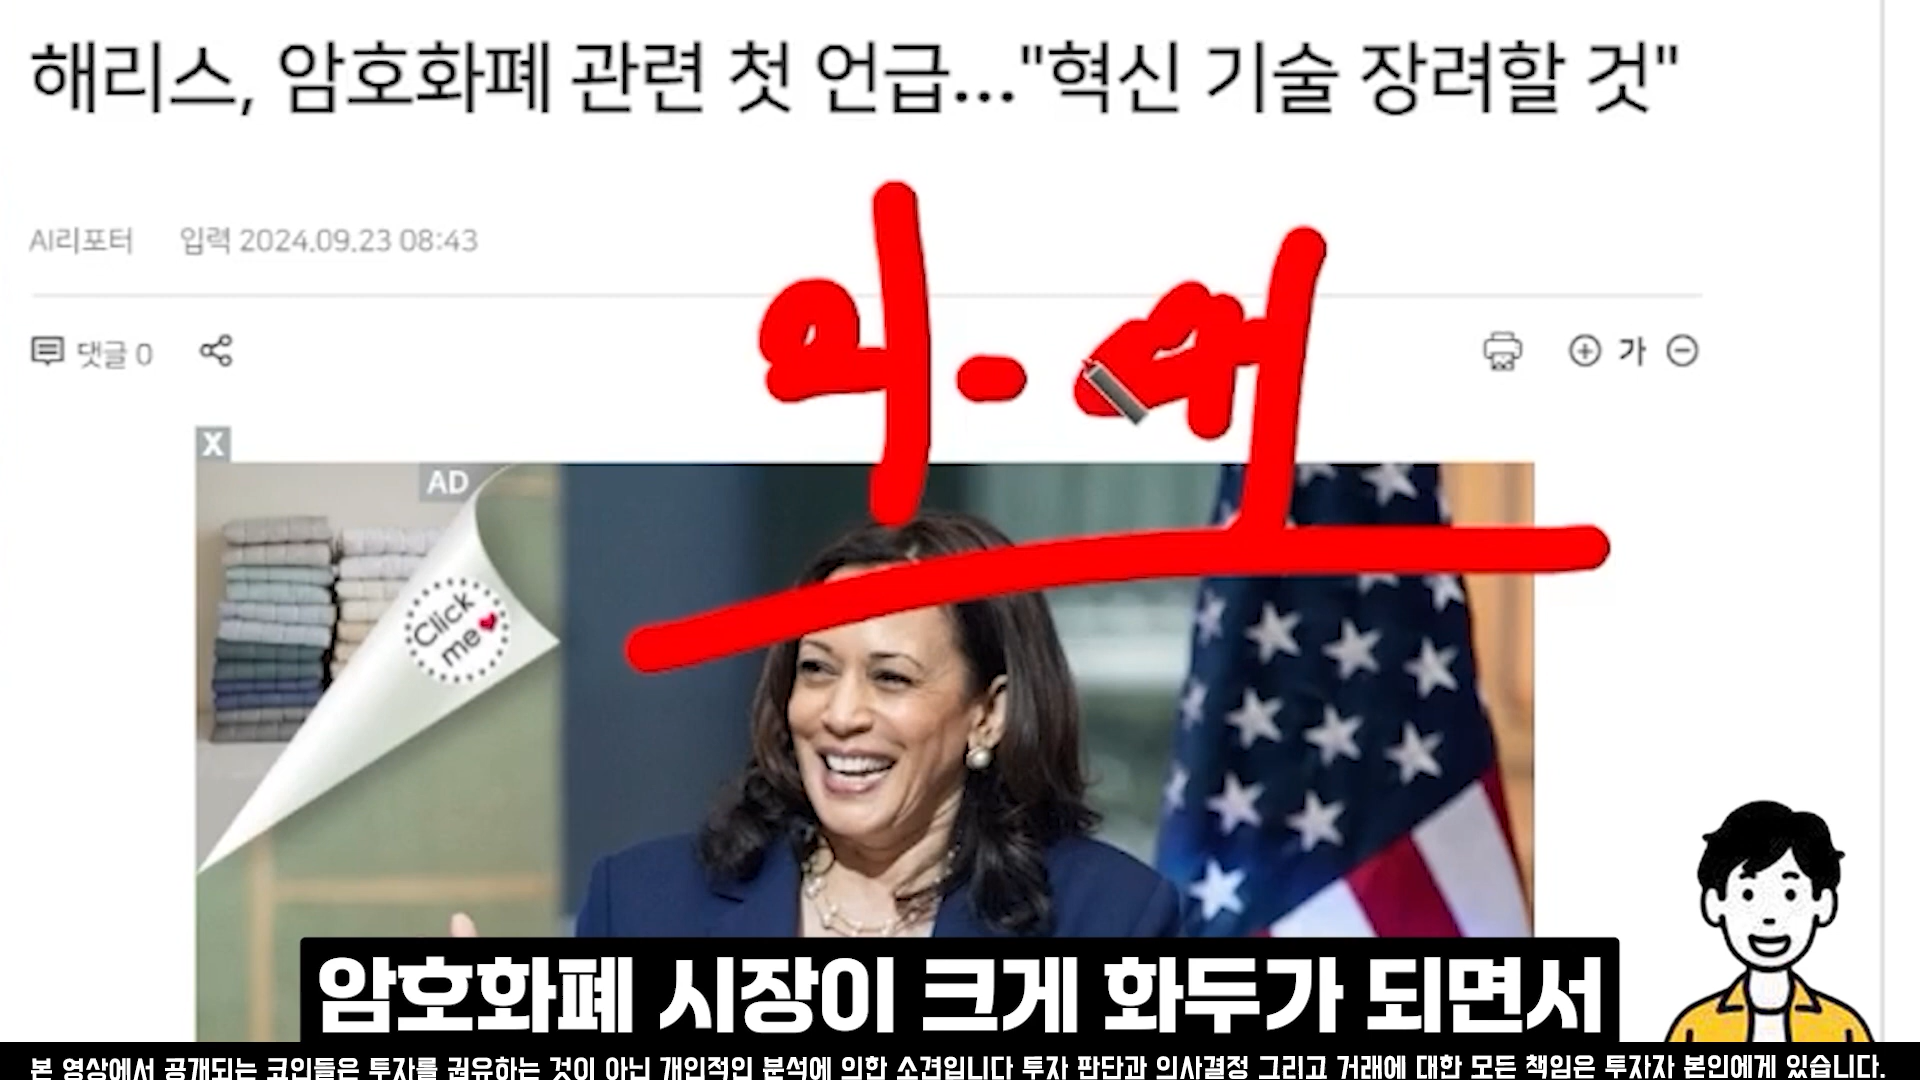 해리스, 암호화폐 관련 첫 언급..."혁신 기술 장려할 것"
AI리포터 입력 2024.09.23 08:43
댓글 0
가
X
AD
Click
me
암호화폐 시장이 크게 화두가 되면서
본 영상에서 공개되는 코인들은 투자를 권유하는 것이 아닌 개인적인 분석에 의한 소견입니다 투자 판단과 의사결정 그리고 거래에 대한 모든 책임은 투자자 본인에게 있습니다.